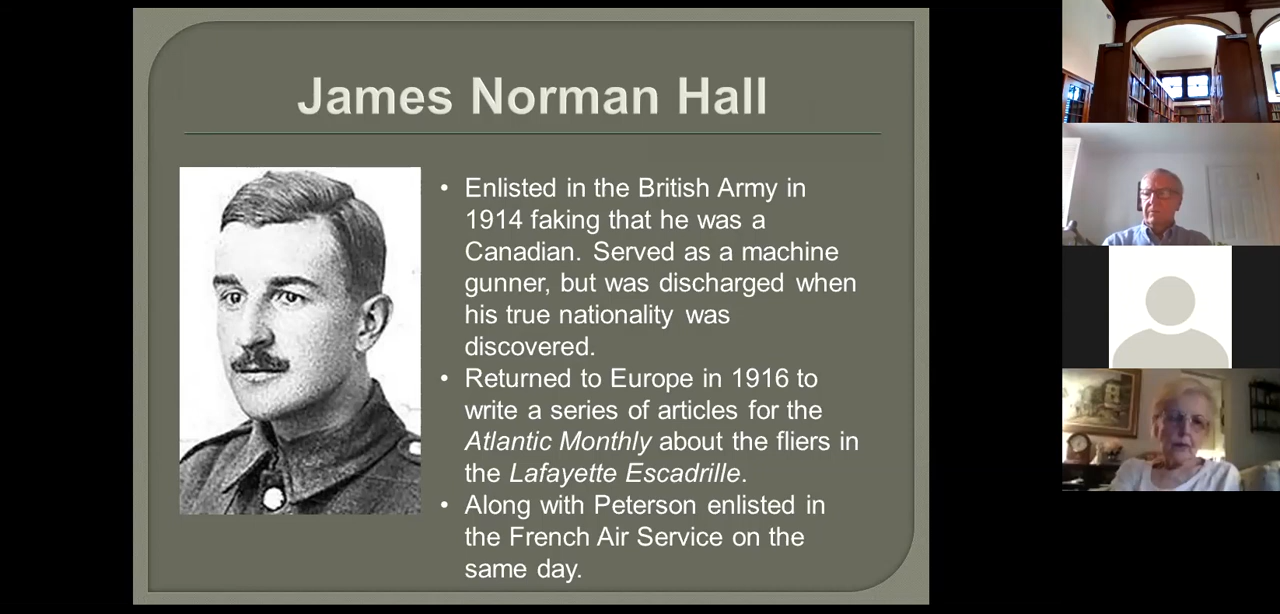 James Norman Hall
• Enlisted in the British Army in
1914 faking that he was a
Canadian. Served as a machine
gunner, but was discharged when
his true nationality was
discovered.
• Returned to Europe in 1916 to
write a series of articles for the
Atlantic Monthly about the fliers in
the Lafayette Escadrille.
• Along with Peterson enlisted in
the French Air Service on the
same day.